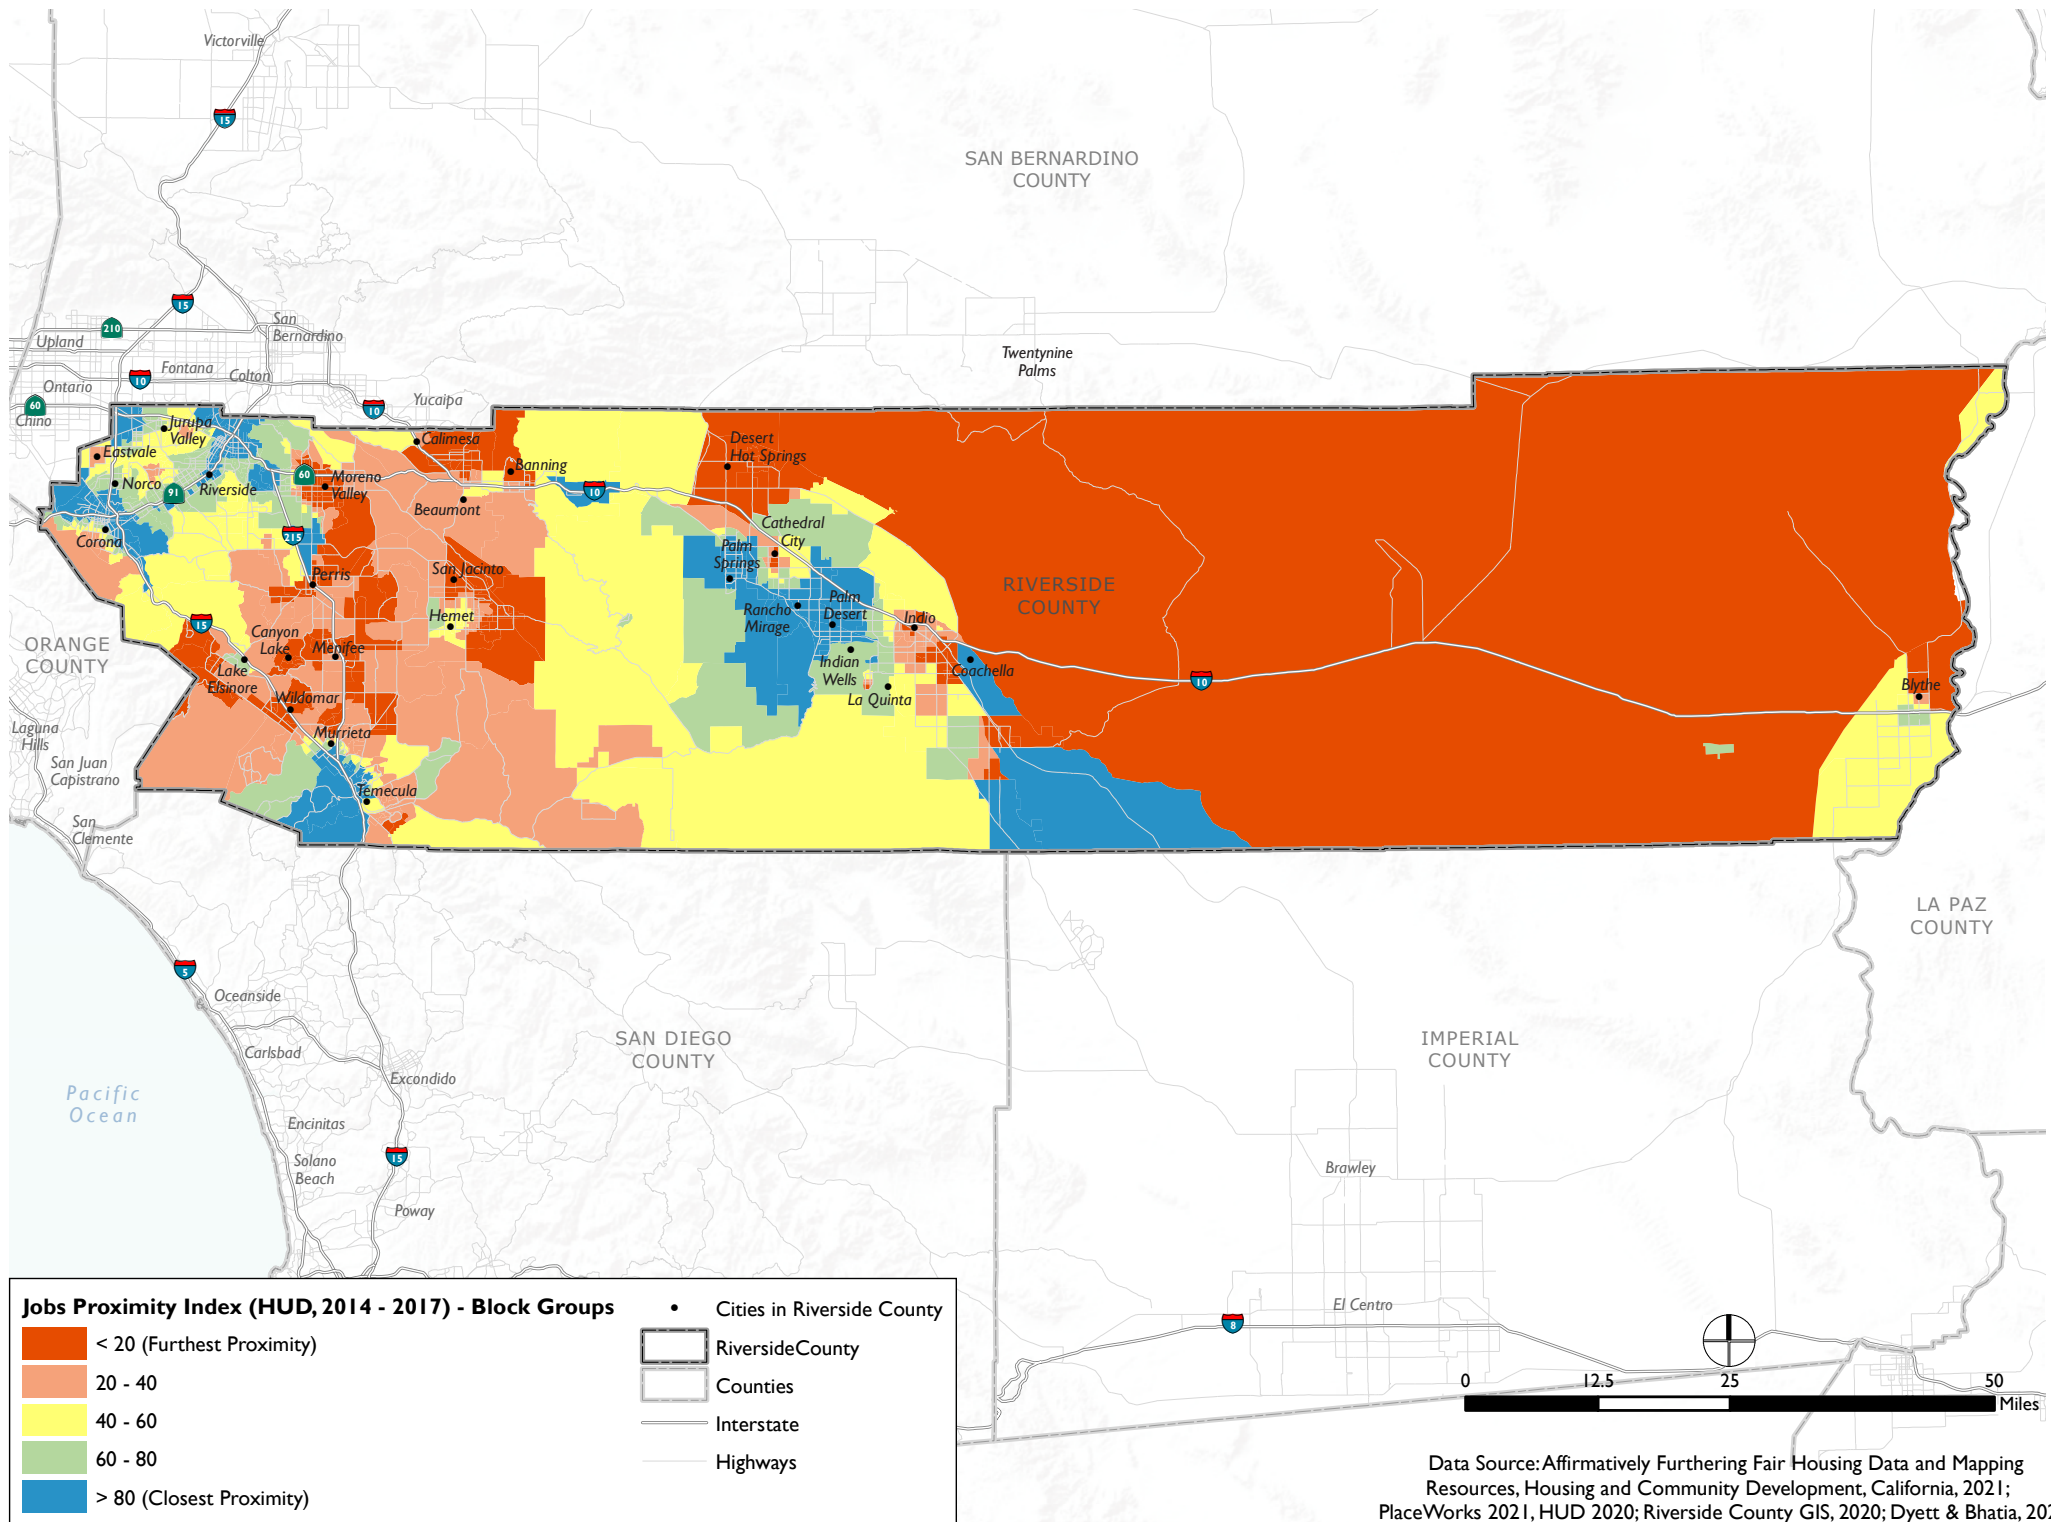 Victorville
15
SAN BERNARDINO
COUNTY
15
210
San
Bernardino
Upland
Fontana
Colton
10
Ontario
60
Chino
10
Yucaipa
Twentynine
Palms
Jurupa
Valley
Eastvale
Norco
91
Riverside
60
Moreno
Valley
Calimesa
Banning
Beaumont
10
Desert
Hot Springs
Corona
215
Perris
San Jacinto
Hemet
Cathedral
City
Palm
Springs
Rancho
Mirage
Palm
Desert
Indio
Indian
Wells
La Quinta
Coachella
RIVERSIDE
COUNTY
10
Blythe
ORANGE
COUNTY
15
Canyon
Lake
Menifee
Lake
Elsinore
Wildomar
Murrieta
Temecula
Laguna
Hills
San Juan
Capistrano
San
Clemente
LA PAZ
COUNTY
5
Oceanside
SAN DIEGO
COUNTY
IMPERIAL
COUNTY
Carlsbad
Excondido
Pacific
Ocean
Encinitas
15
Solano
Beach
Poway
Brawley
El Centro
8
Jobs Proximity Index (HUD, 2014 - 2017) - Block Groups
< 20 (Furthest Proximity)
20 - 40
40 - 60
60 - 80
> 80 (Closest Proximity)
Cities in Riverside County
RiversideCounty
Counties
Interstate
Highways
0 12.5 25 50
Miles
Data Source: Affirmatively Furthering Fair Housing Data and Mapping
Resources, Housing and Community Development, California, 2021;
PlaceWorks 2021, HUD 2020; Riverside County GIS, 2020; Dyett & Bhatia,